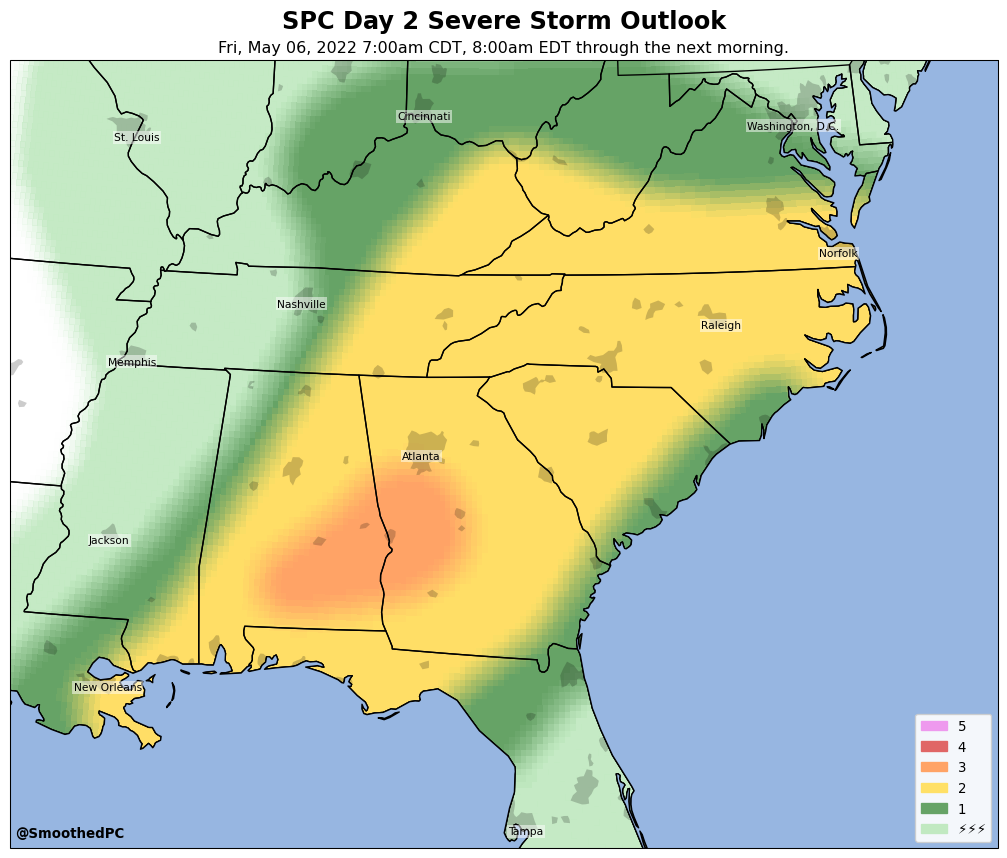 SPC Day 2 Severe Storm Outlook
Fri, May 06, 2022 7:00am CDT, 8:00am EDT through the next morning.
Cincinnati
Washington, D.C.
St. Louis
Norfolk
Nashville
Raleigh
Memphis
Atlanta
Jackson
New Orleans
5
4
3
2
1
⚡⚡⚡
Tampa
@SmoothedPC